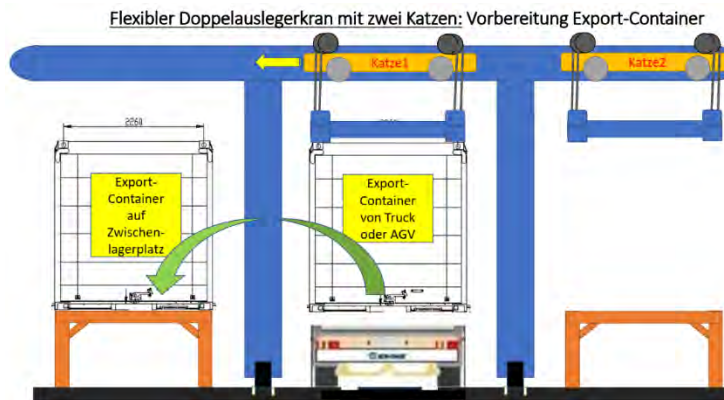 Flexibler Doppelauslegerkran mit zwei Katzen: Vorbereitung Export-Container
Katze1
Katze2
2260
Export-
Container
auf
Zwischen-
lagerplatz
Export-
Container
von Truck
oder AGV